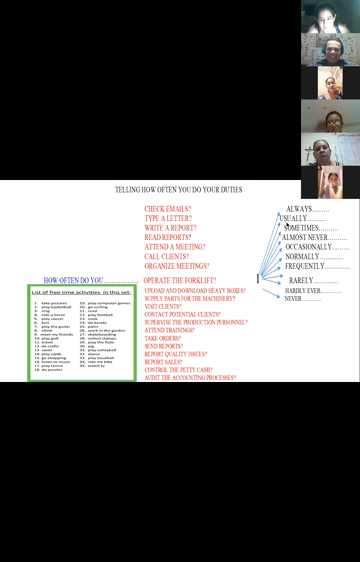 TELLING HOW OFTEN YOU DO YOUR DUTIES
CHECK EMAILS?
TYPE A LETTER?
WRITE A REPORT?
READ REPORTS?
ATTEND A MEETING?
CALL CLIENTS?
ORGANIZE MEETINGS?
HOW OFTEN DO YOU........................ OPERATE THE FORKLIFT?
UPLOAD AND DOWNLOAD HEAVY BOXES?
SUPPLY PARTS FOR THE MACHINERY?
VISIT CLIENTS?
CONTACT POTENTIAL CLIENTS?
SUPERVISE THE PRODUCTION PERSONNEL?
ATTEND TRAININGS?
TAKE ORDERS?
SEND REPORTS?
REPORT QUALITY ISSUES?
REPORT SALES?
CONTROL THE PETTY CASH?
AUDIT THE ACCOUNTING PROCESSES?
I
ALWAYS.........
USUALLY..........
SOMETIMES..........
ALMOST NEVER..........
OCCASIONALLY.........
NORMALLY............
FREQUENTLY.............
RARELY...............
HARDLY EVER............
NEVER.............
List of free time activities in this set:
1. take pictures
2. play basketball
3. sing
4. ride a horse
5. play soccer
6. knit
7. play the guitar
8. climb
9. meet my friends
10. play golf
11. travel
12. do crafts
13. swim
14. play cards
15. go shopping
16. listen to music
17. play tennis
18. do puzzles
19. play computer games
20. go surfing
21. read
22. play football
23. cook
24. do karate
25. paint
26. work in the garden
27. skateboarding
28. collect stamps
29. play the flute
30. jog
31. play volleyball
32. dance
33. play baseball
34. ride my bike
35. watch tv